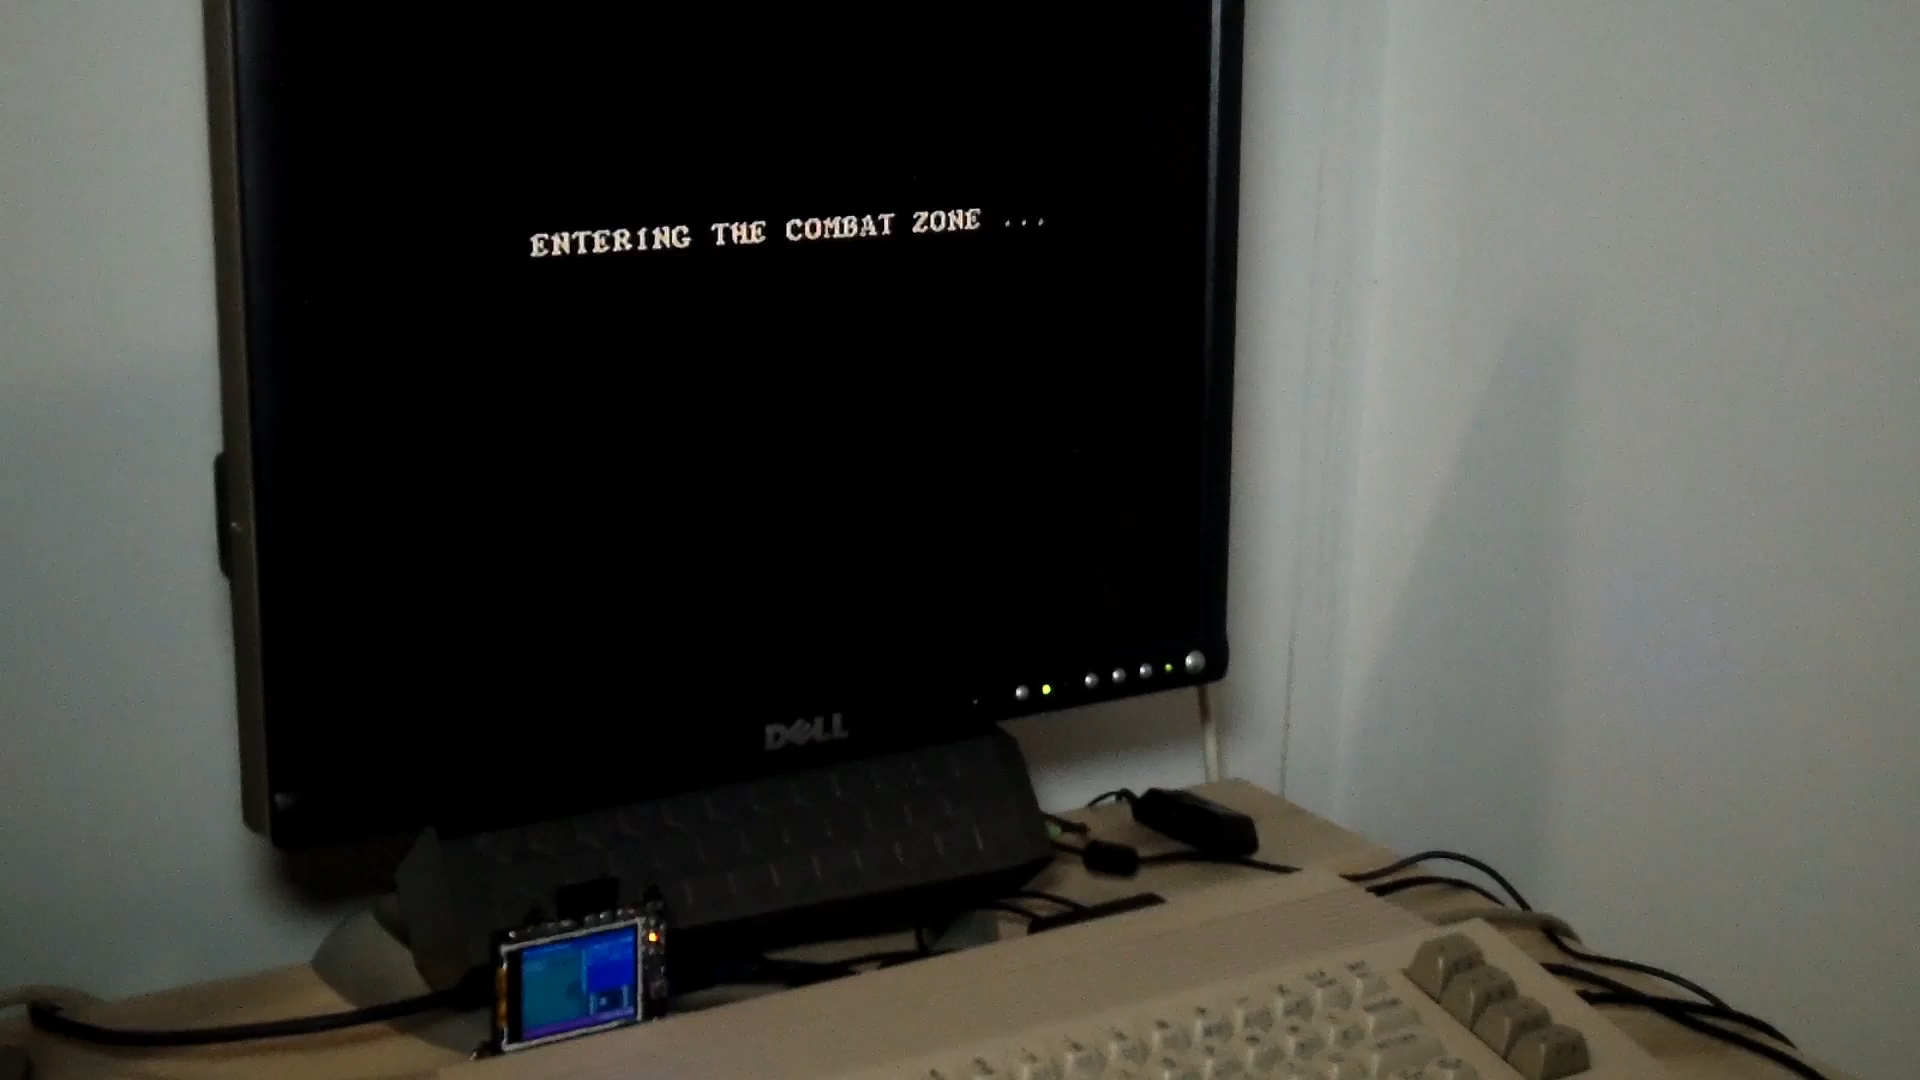 ENTERING THE COMBAT ZONE ...
DELL